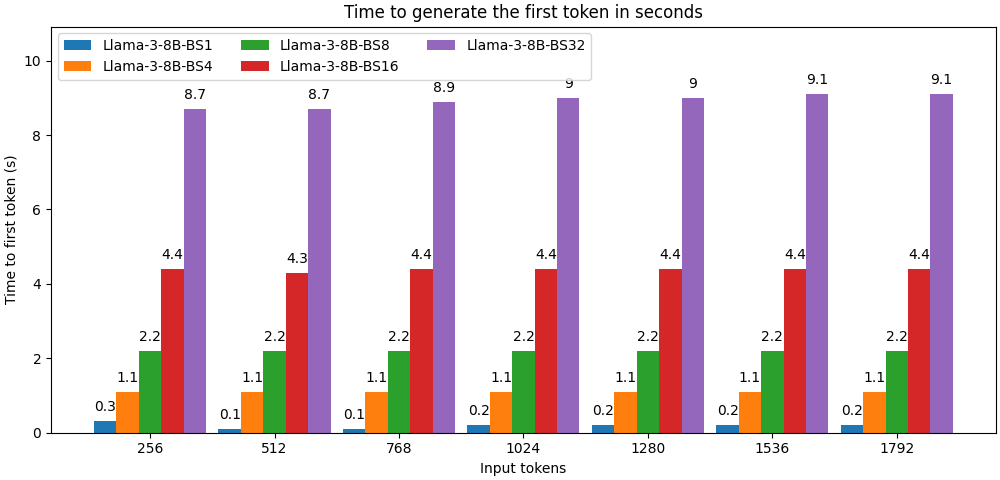 Time to generate the first token in seconds
Llama-3-8B-BS1 Llama-3-8B-BS8 Llama-3-8B-BS32
Llama-3-8B-BS4 Llama-3-8B-BS16
Time to first token (s)
10
8
6
4
2
0
0.3 1.1 2.2 4.4 8.7
0.1 1.1 2.2 4.3 8.7
0.1 1.1 2.2 4.4 8.9
0.2 1.1 2.2 4.4 9
0.2 1.1 2.2 4.4 9
0.2 1.1 2.2 4.4 9.1
0.2 1.1 2.2 4.4 9.1
256 512 768 1024 1280 1536 1792
Input tokens